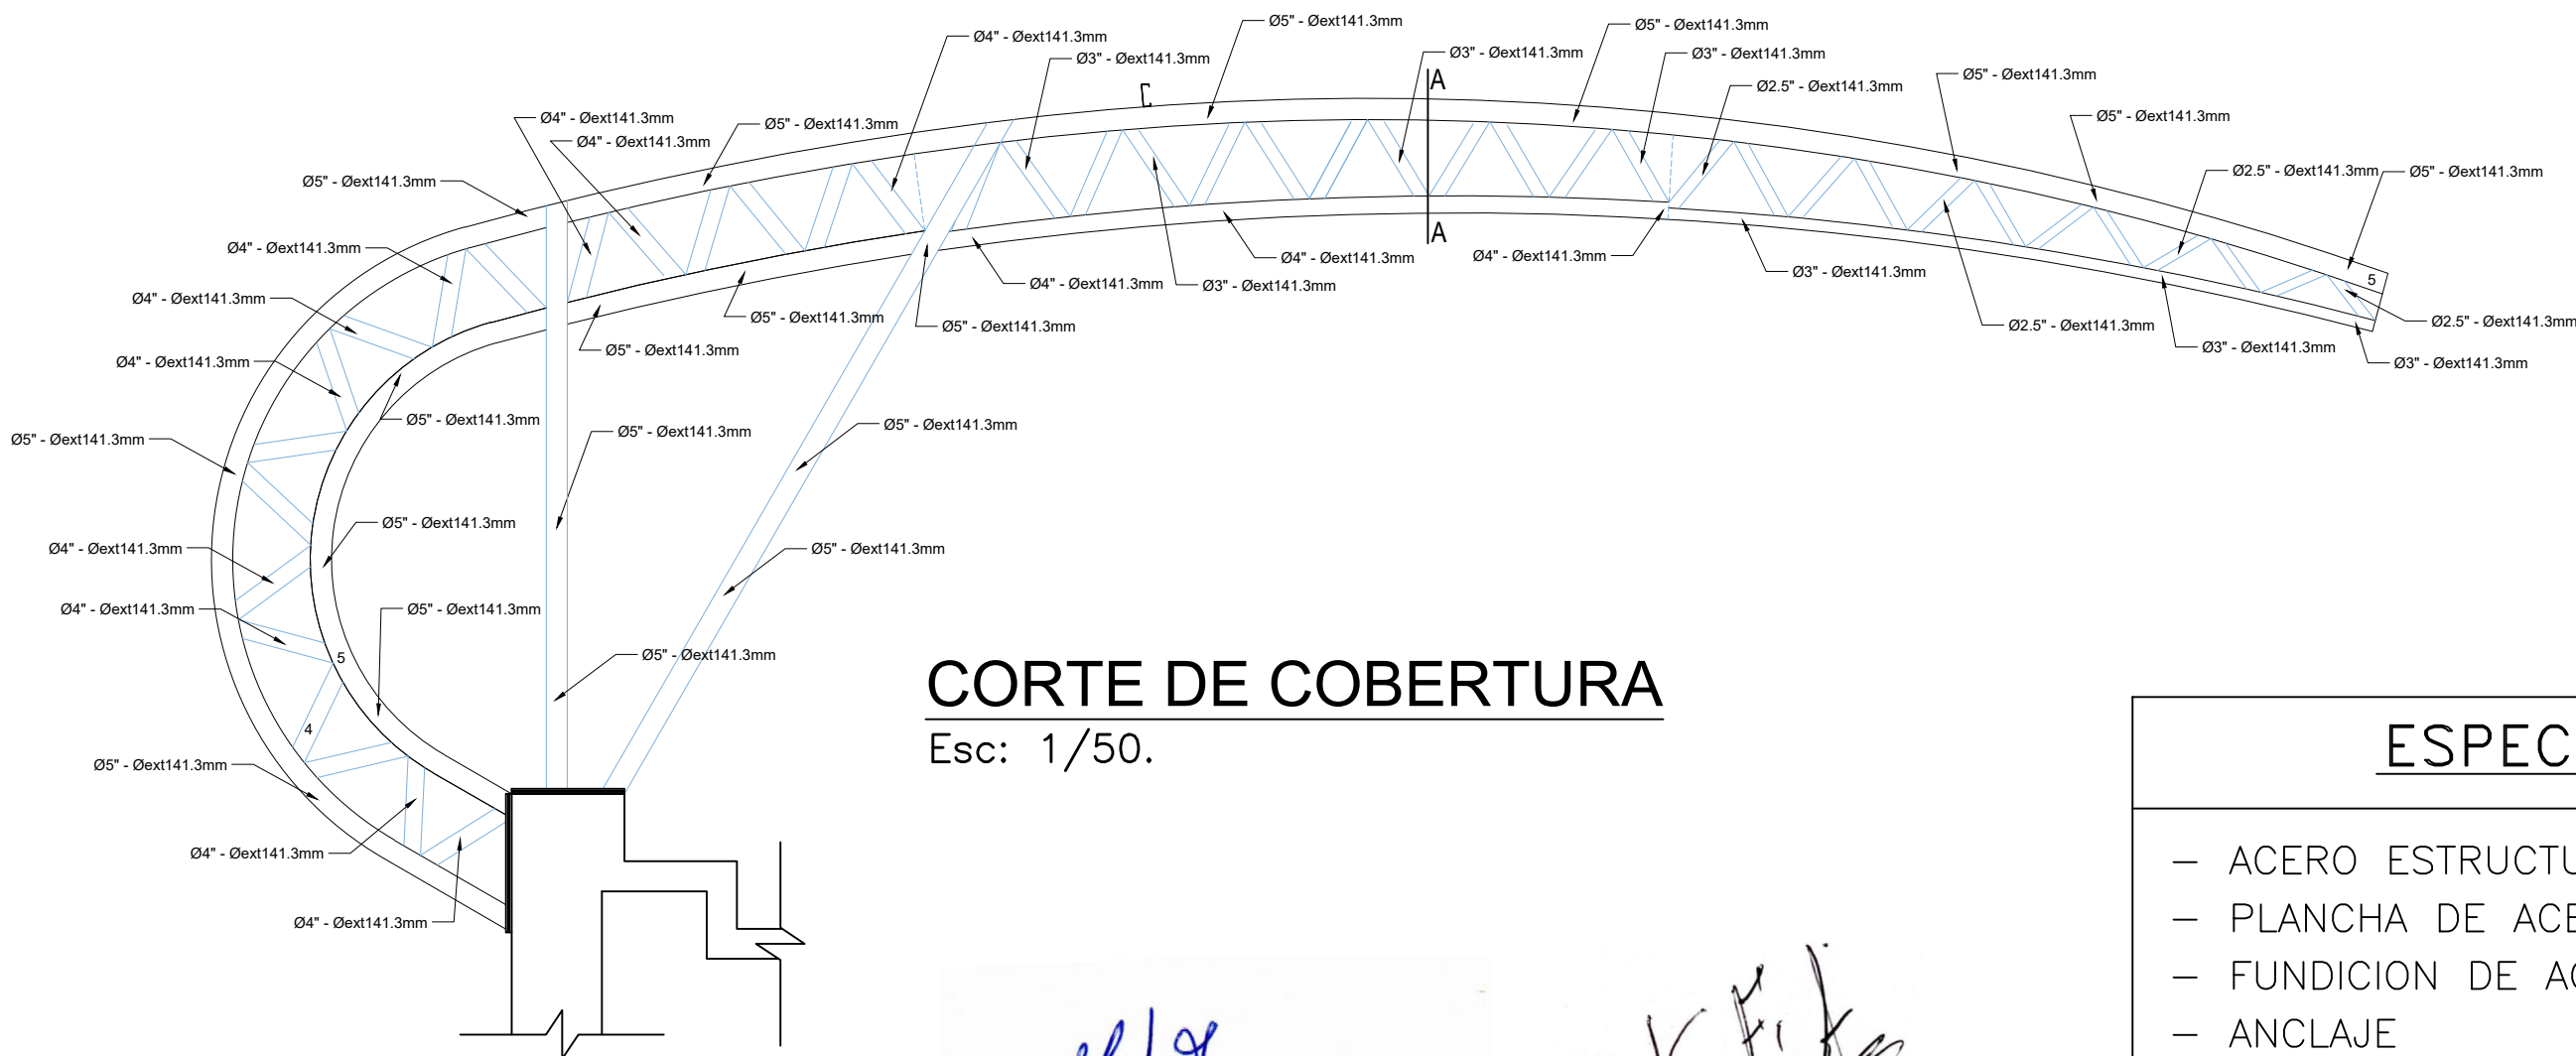 Ø5" - Øext141.3mm
Ø5" - Øext141.3mm
Ø4" - Øext141.3mm
Ø3" - Øext141.3mm
Ø3" - Øext141.3mm
Ø3" - Øext141.3mm
A
Ø5" - Øext141.3mm
Ø2.5" - Øext141.3mm
C
Ø4" - Øext141.3mm
Ø5" - Øext141.3mm
Ø5" - Øext141.3mm
Ø4" - Øext141.3mm
Ø2.5" - Øext141.3mm
Ø5" - Øext141.3mm
Ø5" - Øext141.3mm
A
Ø4" - Øext141.3mm
Ø4" - Øext141.3mm
Ø4" - Øext141.3mm
Ø3" - Øext141.3mm
5
Ø4" - Øext141.3mm
Ø3" - Øext141.3mm
Ø4" - Øext141.3mm
Ø5" - Øext141.3mm
Ø5" - Øext141.3mm
Ø2.5" - Øext141.3mm
Ø2.5" - Øext141.3mm
Ø5" - Øext141.3mm
Ø3" - Øext141.3mm
Ø4" - Øext141.3mm
Ø3" - Øext141.3mm
Ø5" - Øext141.3mm
Ø5" - Øext141.3mm
Ø5" - Øext141.3mm
Ø5" - Øext141.3mm
Ø5" - Øext141.3mm
Ø4" - Øext141.3mm
Ø5" - Øext141.3mm
Ø4" - Øext141.3mm
Ø5" - Øext141.3mm
5
Ø5" - Øext141.3mm
4
Ø5" - Øext141.3mm
Ø4" - Øext141.3mm
Ø4" - Øext141.3mm
CORTE DE COBERTURA
Esc: 1/50.
ESPEC
- ACERO ESTRUCTU
- PLANCHA DE ACE
- FUNDICION DE AC
- ANCLAJE